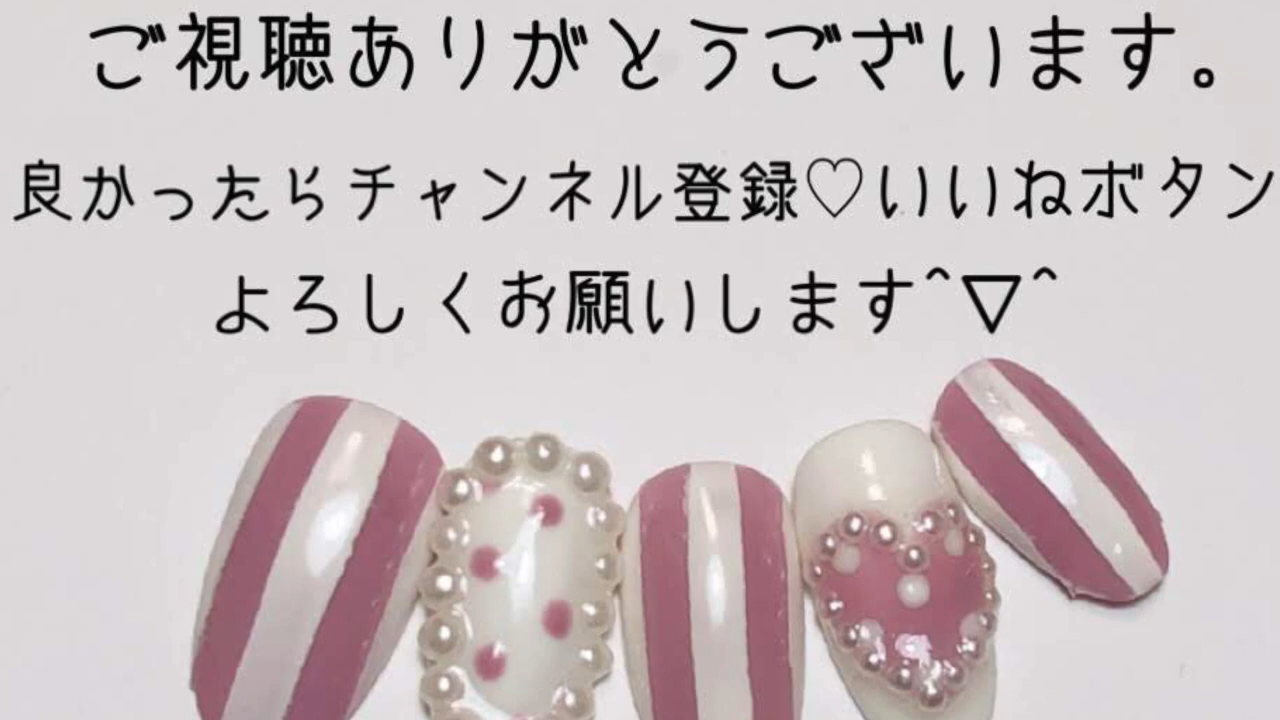 ご視聴ありがとうございます。
良かったらチャンネル登録♡いいねボタン
よろしくお願いします^▽^